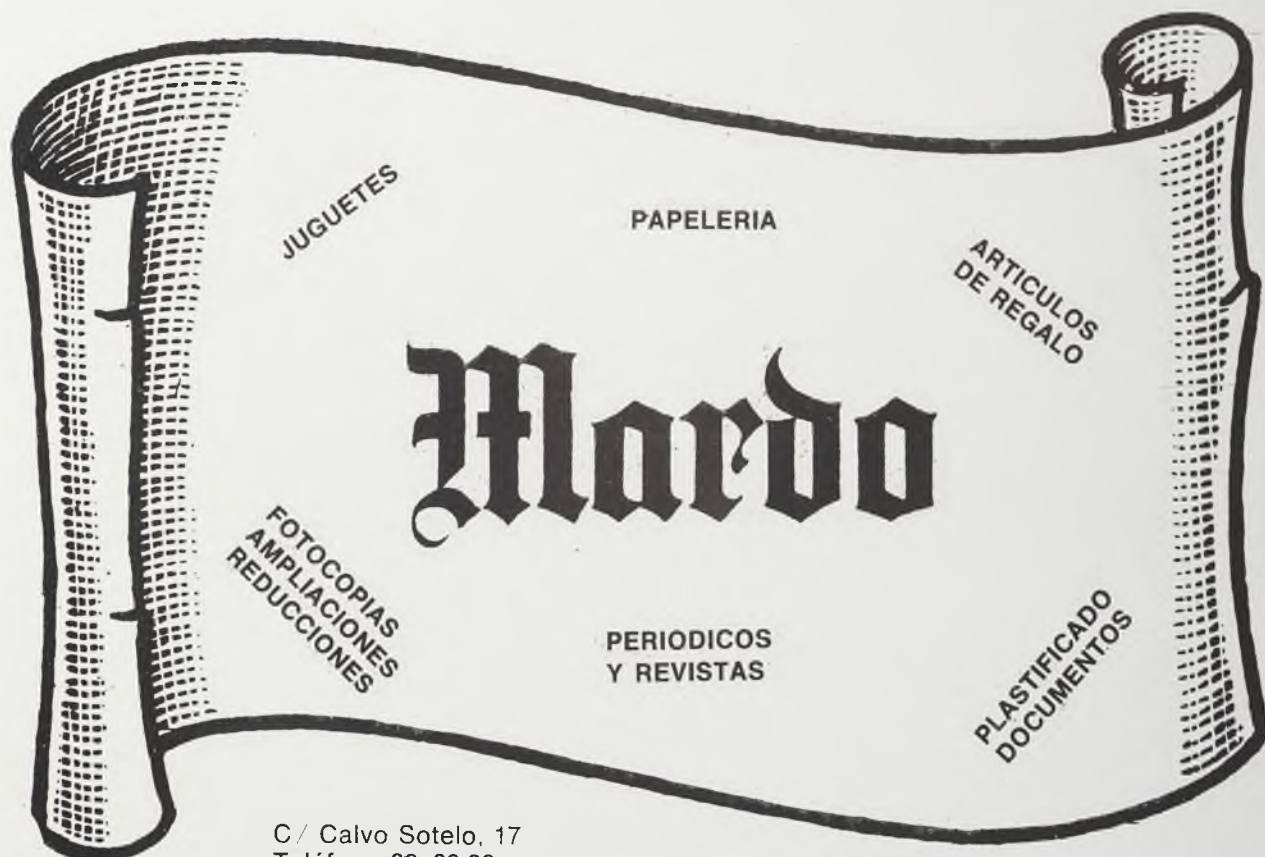 JUGUETES
PAPELERIA
ARTICULOS
DE REGALO
Mardo
FOTOCOPIAS
AMPLIACIONES
REDUCCIONES
PERIODICOS
Y REVISTAS
PLASTIFICADO
DOCUMENTOS
C/ Calvo Sotelo, 17